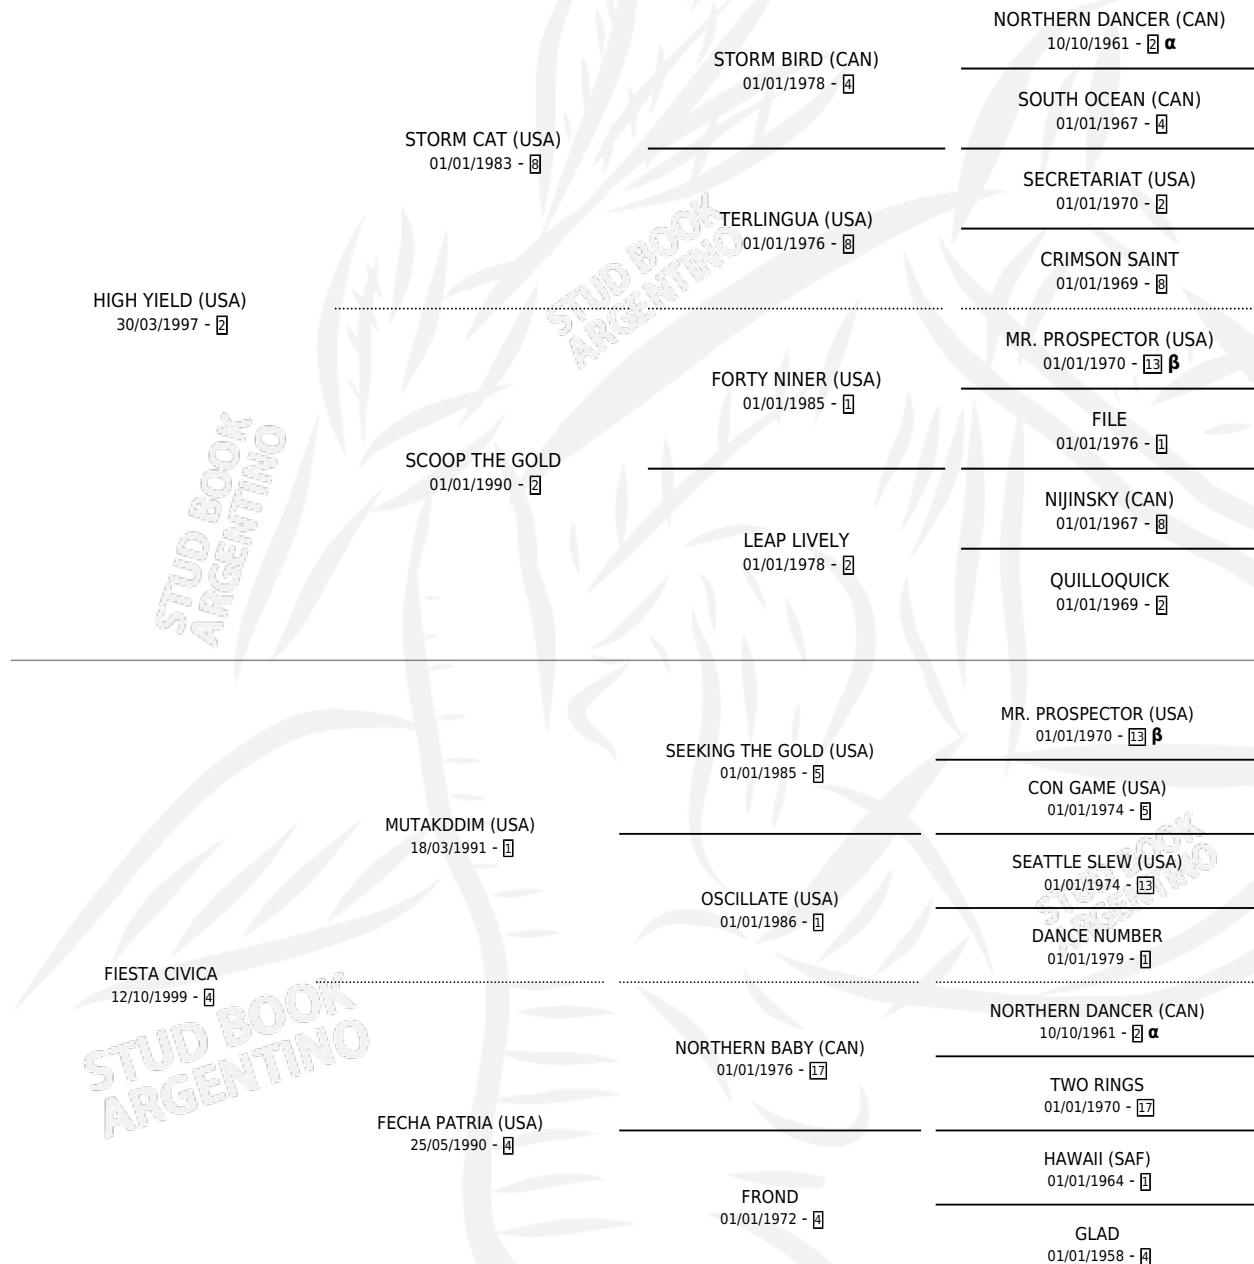 NORTHERN DANCER (CAN)
10/10/1961 - 2 α
STORM BIRD (CAN)
01/01/1978 - 4
SOUTH OCEAN (CAN)
01/01/1967 - 4
STORM CAT (USA)
01/01/1983 - 8
SECRETARIAT (USA)
01/01/1970 - 2
TERLINGUA (USA)
01/01/1976 - 8
CRIMSON SAINT
01/01/1969 - 8
HIGH YIELD (USA)
30/03/1997 - 2
MR. PROSPECTOR (USA)
01/01/1970 - 13 β
FORTY NINER (USA)
01/01/1985 - 1
FILE
01/01/1976 - 1
SCOOP THE GOLD
01/01/1990 - 2
NIJINSKY (CAN)
01/01/1967 - 8
LEAP LIVELY
01/01/1978 - 2
QUILLOQUICK
01/01/1969 - 2
MR. PROSPECTOR (USA)
01/01/1970 - 13 β
SEEKING THE GOLD (USA)
01/01/1985 - 5
CON GAME (USA)
01/01/1974 - 5
MUTAKDDIM (USA)
18/03/1991 - 1
SEATTLE SLEW (USA)
01/01/1974 - 13
OSCILLATE (USA)
01/01/1986 - 1
DANCE NUMBER
01/01/1979 - 1
FIESTA CIVICA
12/10/1999 - 4
NORTHERN DANCER (CAN)
10/10/1961 - 2 α
NORTHERN BABY (CAN)
01/01/1976 - 17
TWO RINGS
01/01/1970 - 17
FECHA PATRIA (USA)
25/05/1990 - 4
HAWAII (SAF)
01/01/1964 - 1
FROND
01/01/1972 - 4
GLAD
01/01/1958 - 4
STUD BOOK
ARGENTINO
STUD BOOK
ARGENTINO
STUD BOOK
ARGENTINO
STUD BOOK
ARGENTINO